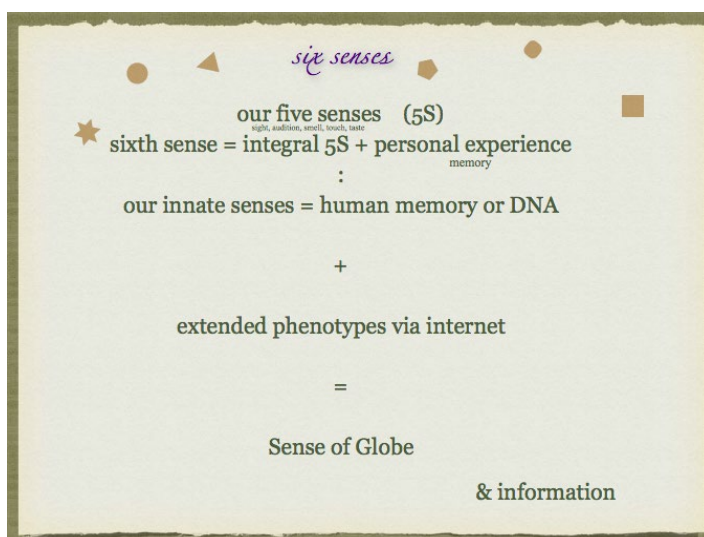 six senses
our five senses (5S)
sight, audition, smell, touch, taste
sixth sense = integral 5S + personal experience
memory
:
our innate senses = human memory or DNA
+
extended phenotypes via internet
=
Sense of Globe
& information